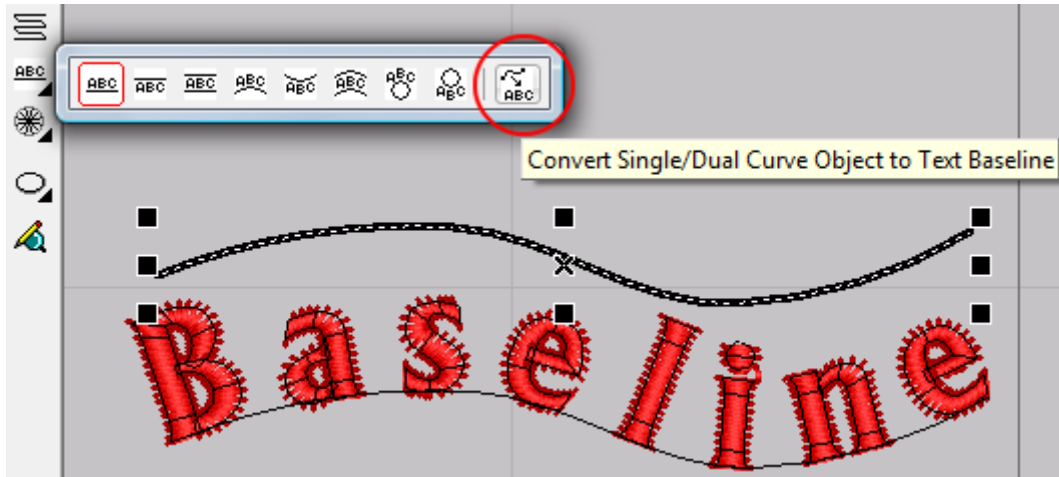 ABC
ABC ABC ABC ABC ABC ABC ABC ABC ABC
Convert Single/Dual Curve Object to Text Baseline
Baseline